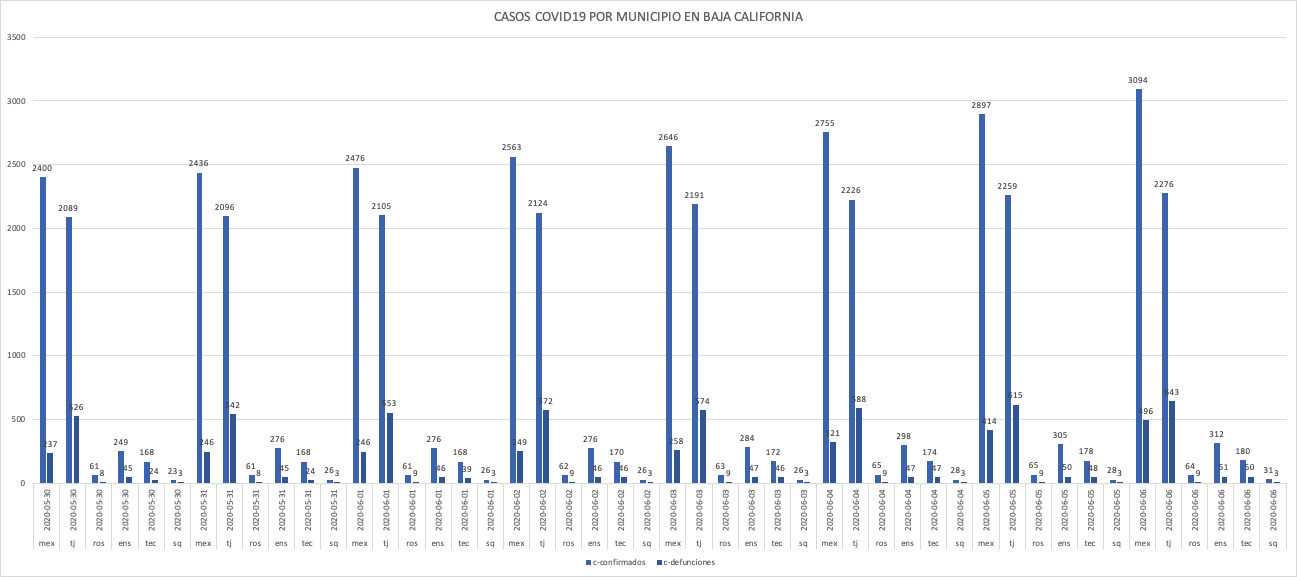 CASOS COVID19 POR MUNICIPIO EN BAJA CALIFORNIA
3500
3000
2500
2000
1500
1000
500
0
2400 237 2089 526 61 8 249 45 168 24 23 3
2436 246 2096 542 61 8 276 45 168 24 26 3
2476 246 2105 553 61 9 276 46 168 39 26 3
2563 249 2124 572 62 9 276 46 170 46 26 3
2646 258 2191 574 63 9 284 47 172 46 26 3
2755 321 2226 588 65 9 298 47 174 47 28 3
2897 414 2259 615 65 9 305 50 178 48 28 3
3094 496 2276 643 64 9 312 51 180 50 31 3
2020-05-30 2020-05-30 2020-05-30 2020-05-30 2020-05-30 2020-05-30 2020-05-31 2020-05-31 2020-05-31 2020-05-31 2020-05-31 2020-05-31 2020-06-01 2020-06-01 2020-06-01 2020-06-01 2020-06-01 2020-06-01 2020-06-02 2020-06-02 2020-06-02 2020-06-02 2020-06-02 2020-06-02 2020-06-03 2020-06-03 2020-06-03 2020-06-03 2020-06-03 2020-06-03 2020-06-04 2020-06-04 2020-06-04 2020-06-04 2020-06-04 2020-06-04 2020-06-05 2020-06-05 2020-06-05 2020-06-05 2020-06-05 2020-06-05 2020-06-06 2020-06-06 2020-06-06 2020-06-06 2020-06-06 2020-06-06
mex tj ros ens tec sq mex tj ros ens tec sq mex tj ros ens tec sq mex tj ros ens tec sq mex tj ros ens tec sq mex tj ros ens tec sq mex tj ros ens tec sq mex tj ros ens tec sq
c-confirmados c-defunciones